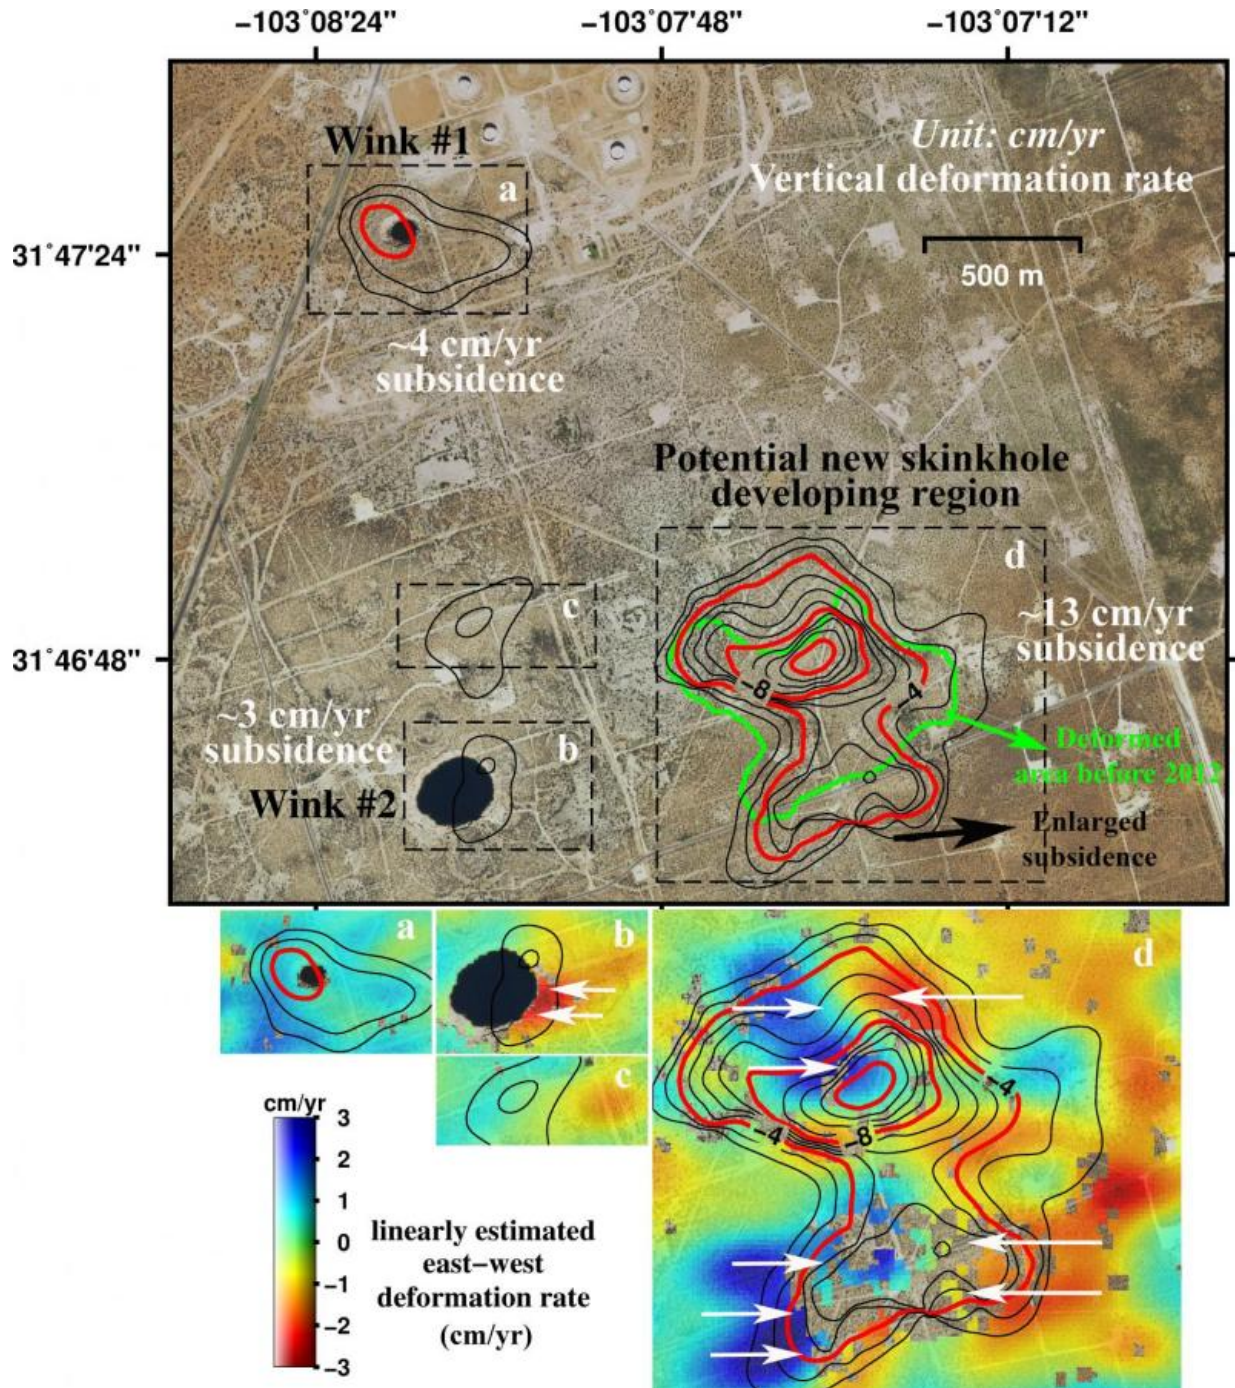 −103°08'24"
−103°07'48"
−103°07'12"
Wink #1
a
Unit: cm/yr
Vertical deformation rate
31°47'24"
500 m
~4 cm/yr
subsidence
Potential new skinkhole
developing region
d
c
~13 cm/yr
subsidence
31°46'48"
−8
−4
~3 cm/yr
subsidence
b
Deformed
area before 2012
Wink #2
Enlarged
subsidence
a
b
d
c
−4
−4
−8
cm/yr
3
2
1
0
−1
−2
−3
linearly estimated
east−west
deformation rate
(cm/yr)